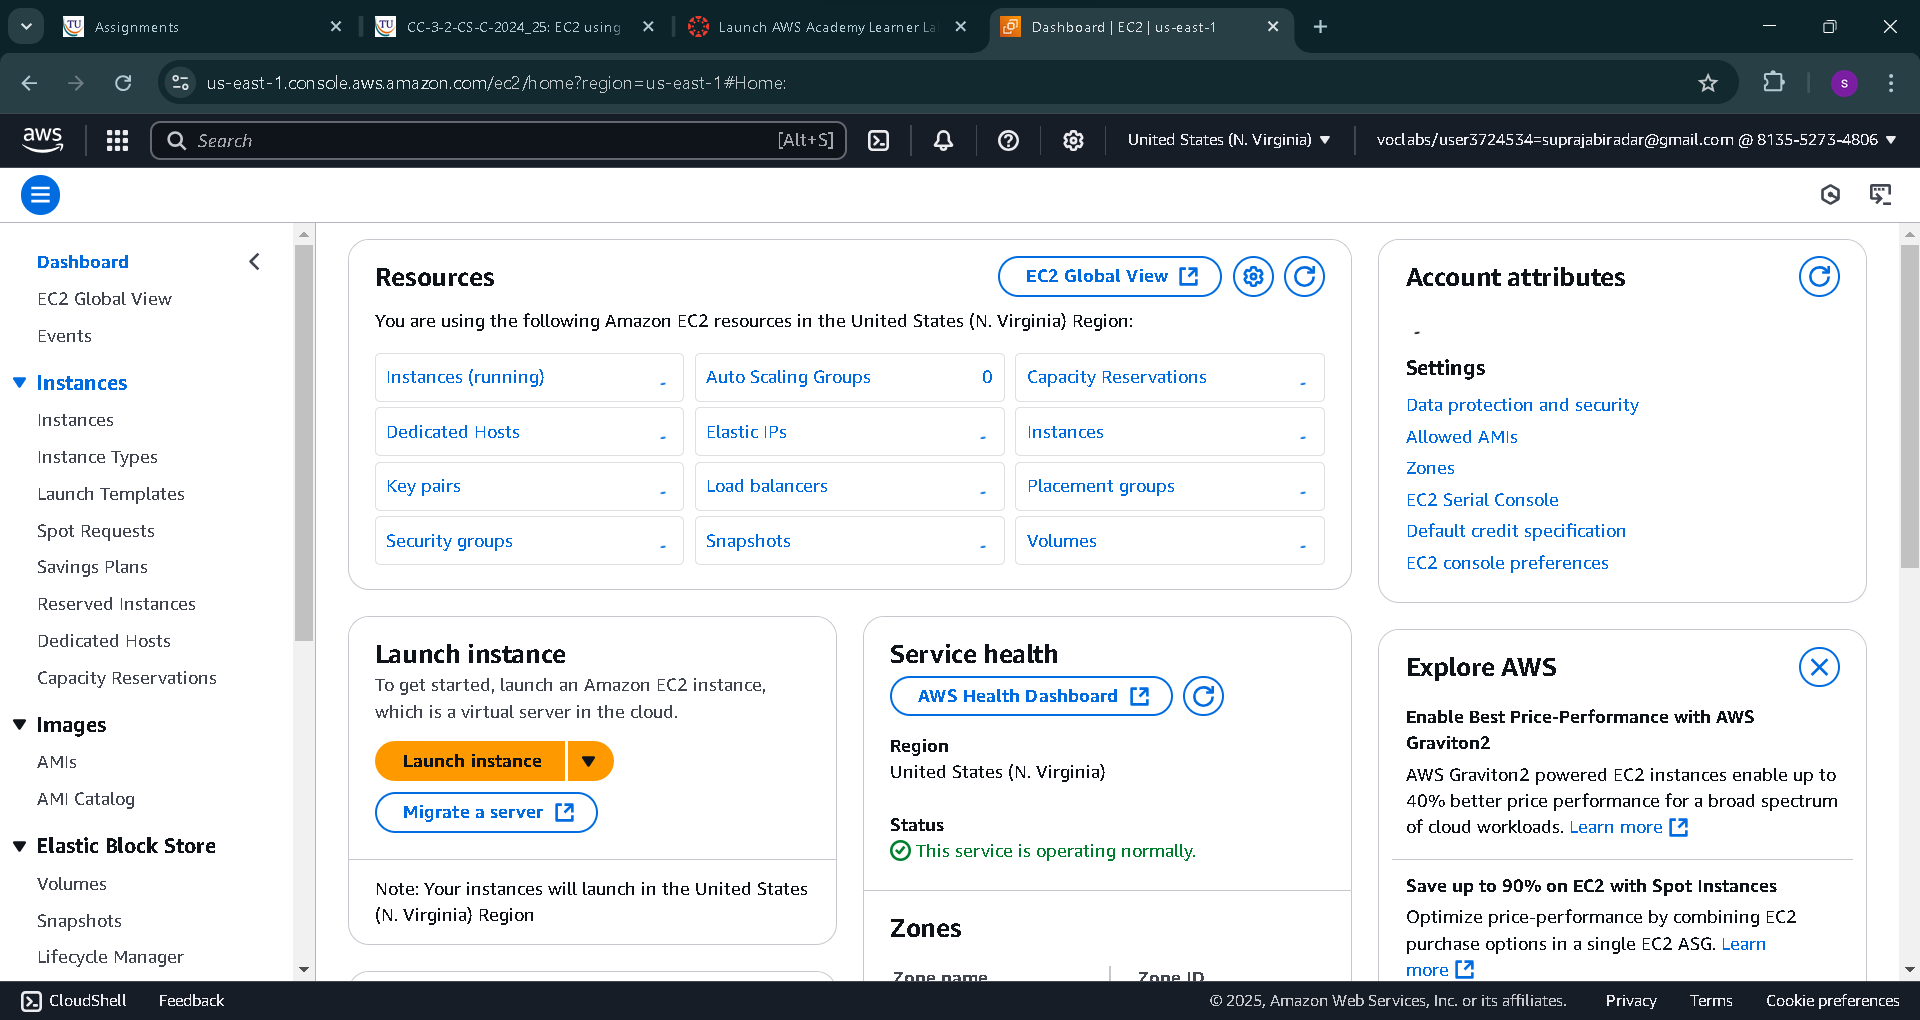 Assignments
CC-3-2-CS-C-2024_25: EC2 using
Launch AWS Academy Learner La
Dashboard | EC2 | us-east-1
us-east-1.console.aws.amazon.com/ec2/home?region=us-east-1#Home:
S
aws
Search
[Alt+S]
United States (N. Virginia)
voclabs/user3724534=suprajabiradar@gmail.com @ 8135-5273-4806
Dashboard
EC2 Global View
Events
Instances
Instances
Instance Types
Launch Templates
Spot Requests
Savings Plans
Reserved Instances
Dedicated Hosts
Capacity Reservations
Images
AMIs
AMI Catalog
Elastic Block Store
Volumes
Snapshots
Lifecycle Manager
Resources
EC2 Global View
You are using the following Amazon EC2 resources in the United States (N. Virginia) Region:
Instances (running) -
Auto Scaling Groups 0
Capacity Reservations -
Dedicated Hosts -
Elastic IPs -
Instances -
Key pairs -
Load balancers -
Placement groups -
Security groups -
Snapshots -
Volumes -
Launch instance
To get started, launch an Amazon EC2 instance,
which is a virtual server in the cloud.
Launch instance
Migrate a server
Note: Your instances will launch in the United States
(N. Virginia) Region
Service health
AWS Health Dashboard
Region
United States (N. Virginia)
Status
This service is operating normally.
Zones
Zone name
Zone ID
Account attributes
-
Settings
Data protection and security
Allowed AMIs
Zones
EC2 Serial Console
Default credit specification
EC2 console preferences
Explore AWS
Enable Best Price-Performance with AWS
Graviton2
AWS Graviton2 powered EC2 instances enable up to
40% better price performance for a broad spectrum
of cloud workloads. Learn more
Save up to 90% on EC2 with Spot Instances
Optimize price-performance by combining EC2
purchase options in a single EC2 ASG. Learn
more
CloudShell
Feedback
© 2025, Amazon Web Services, Inc. or its affiliates.
Privacy
Terms
Cookie preferences